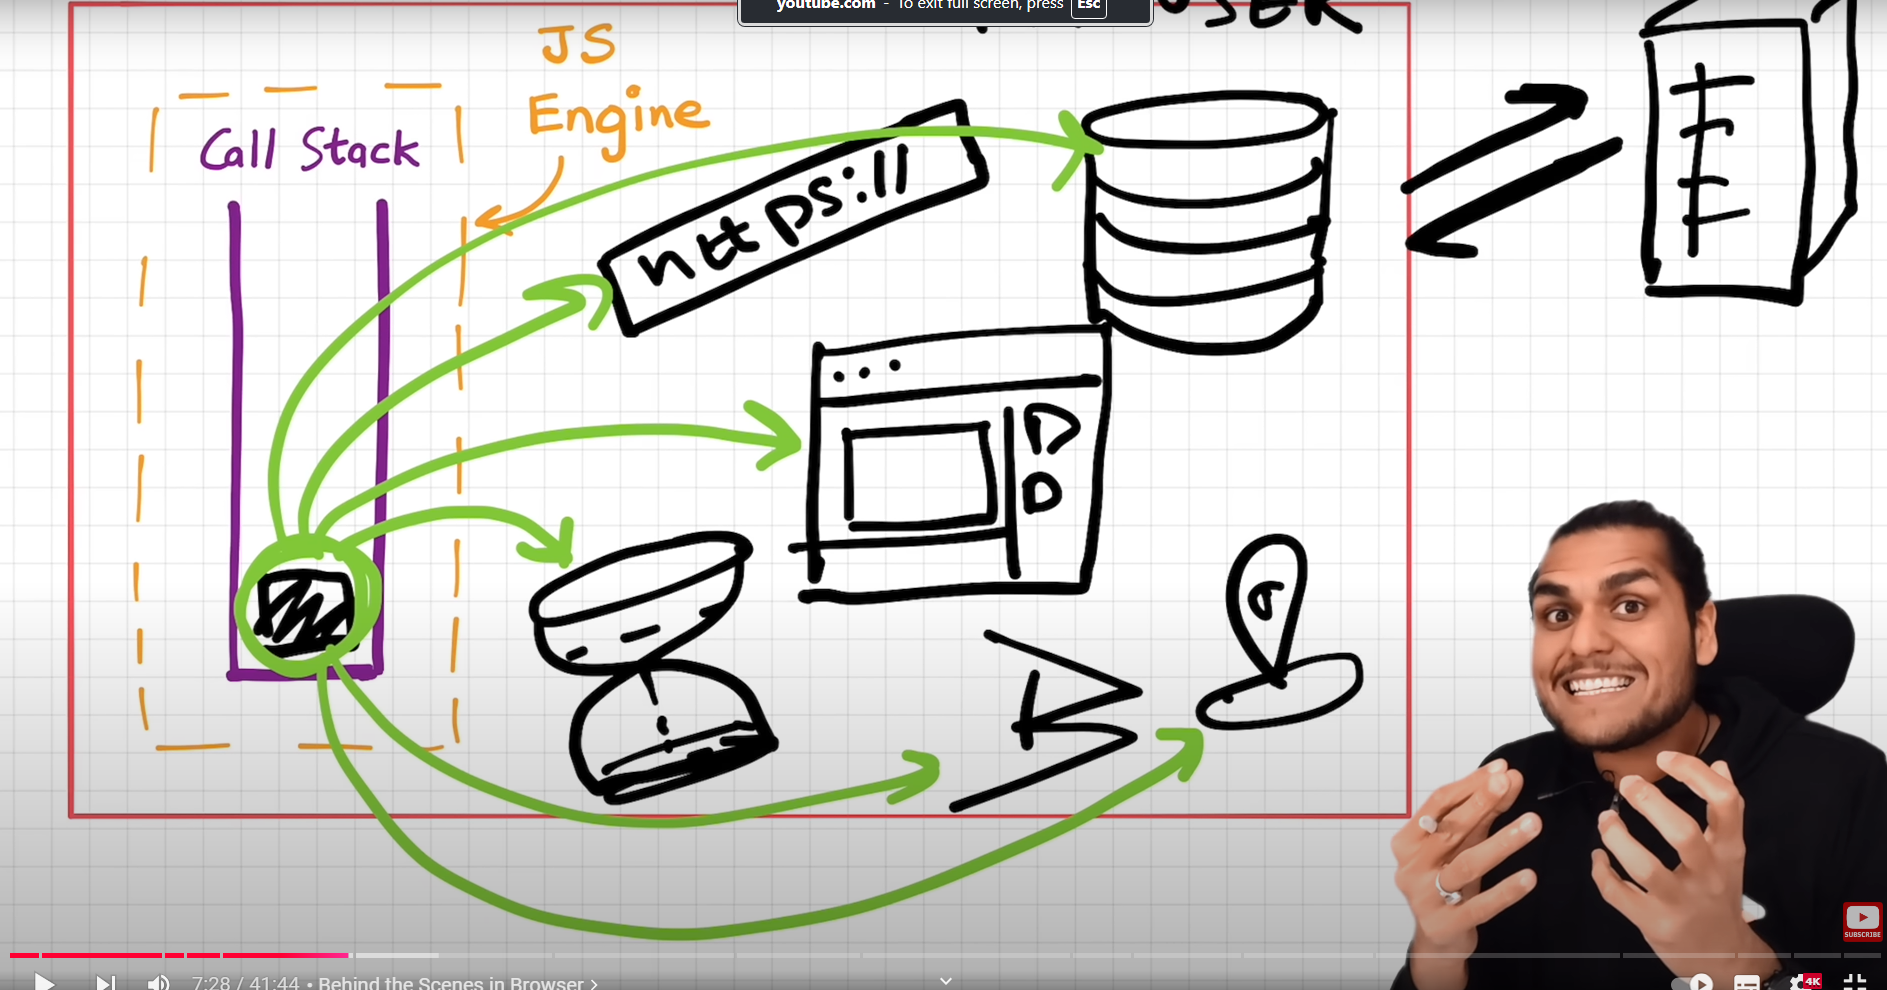 youtube.com - To exit full screen, press Esc
JS
Engine
Call Stack
https://
SUBSCRIBE
7:28 / 41:44 • Behind the Scenes in Browser >
4K